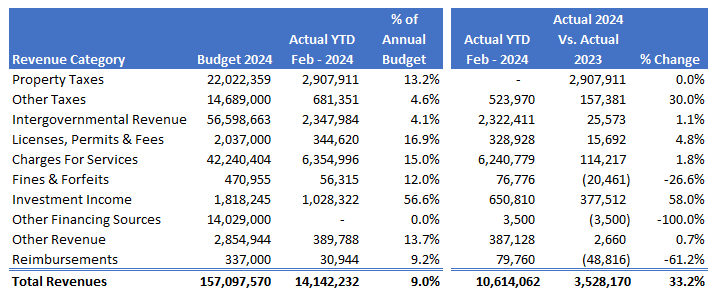 % of Actual 2024
Actual YTD Annual Actual YTD Vs. Actual
Revenue Category Budget 2024 Feb - 2024 Budget Feb - 2024 2023 % Change
Property Taxes 22,022,359 2,907,911 13.2% - 2,907,911 0.0%
Other Taxes 14,689,000 681,351 4.6% 523,970 157,381 30.0%
Intergovernmental Revenue 56,598,663 2,347,984 4.1% 2,322,411 25,573 1.1%
Licenses, Permits & Fees 2,037,000 344,620 16.9% 328,928 15,692 4.8%
Charges For Services 42,240,404 6,354,996 15.0% 6,240,779 114,217 1.8%
Fines & Forfeits 470,955 56,315 12.0% 76,776 (20,461) -26.6%
Investment Income 1,818,245 1,028,322 56.6% 650,810 377,512 58.0%
Other Financing Sources 14,029,000 - 0.0% 3,500 (3,500) -100.0%
Other Revenue 2,854,944 389,788 13.7% 387,128 2,660 0.7%
Reimbursements 337,000 30,944 9.2% 79,760 (48,816) -61.2%
Total Revenues 157,097,570 14,142,232 9.0% 10,614,062 3,528,170 33.2%